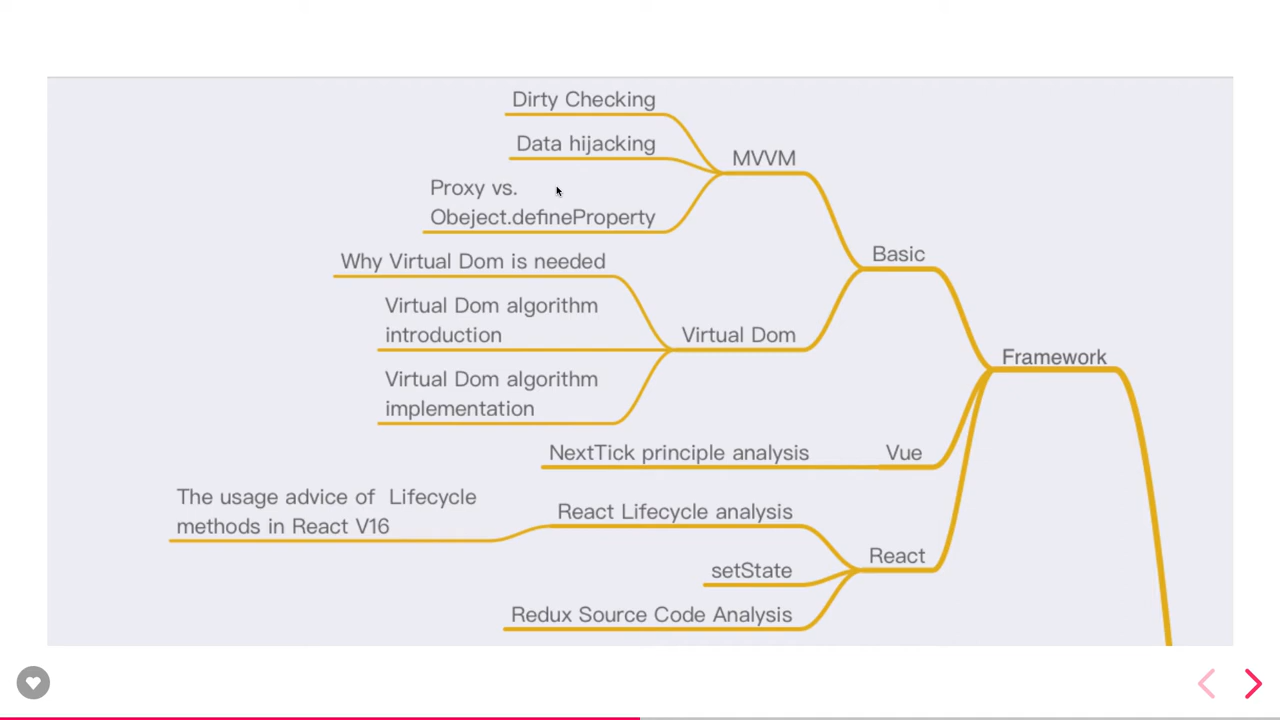 Dirty Checking
Data hijacking
MVVM
Proxy vs.
Obeject.defineProperty
Basic
Why Virtual Dom is needed
Virtual Dom algorithm
introduction
Virtual Dom
Virtual Dom algorithm
implementation
Framework
NextTick principle analysis
Vue
The usage advice of  Lifecycle
methods in React V16
React Lifecycle analysis
React
setState
Redux Source Code Analysis